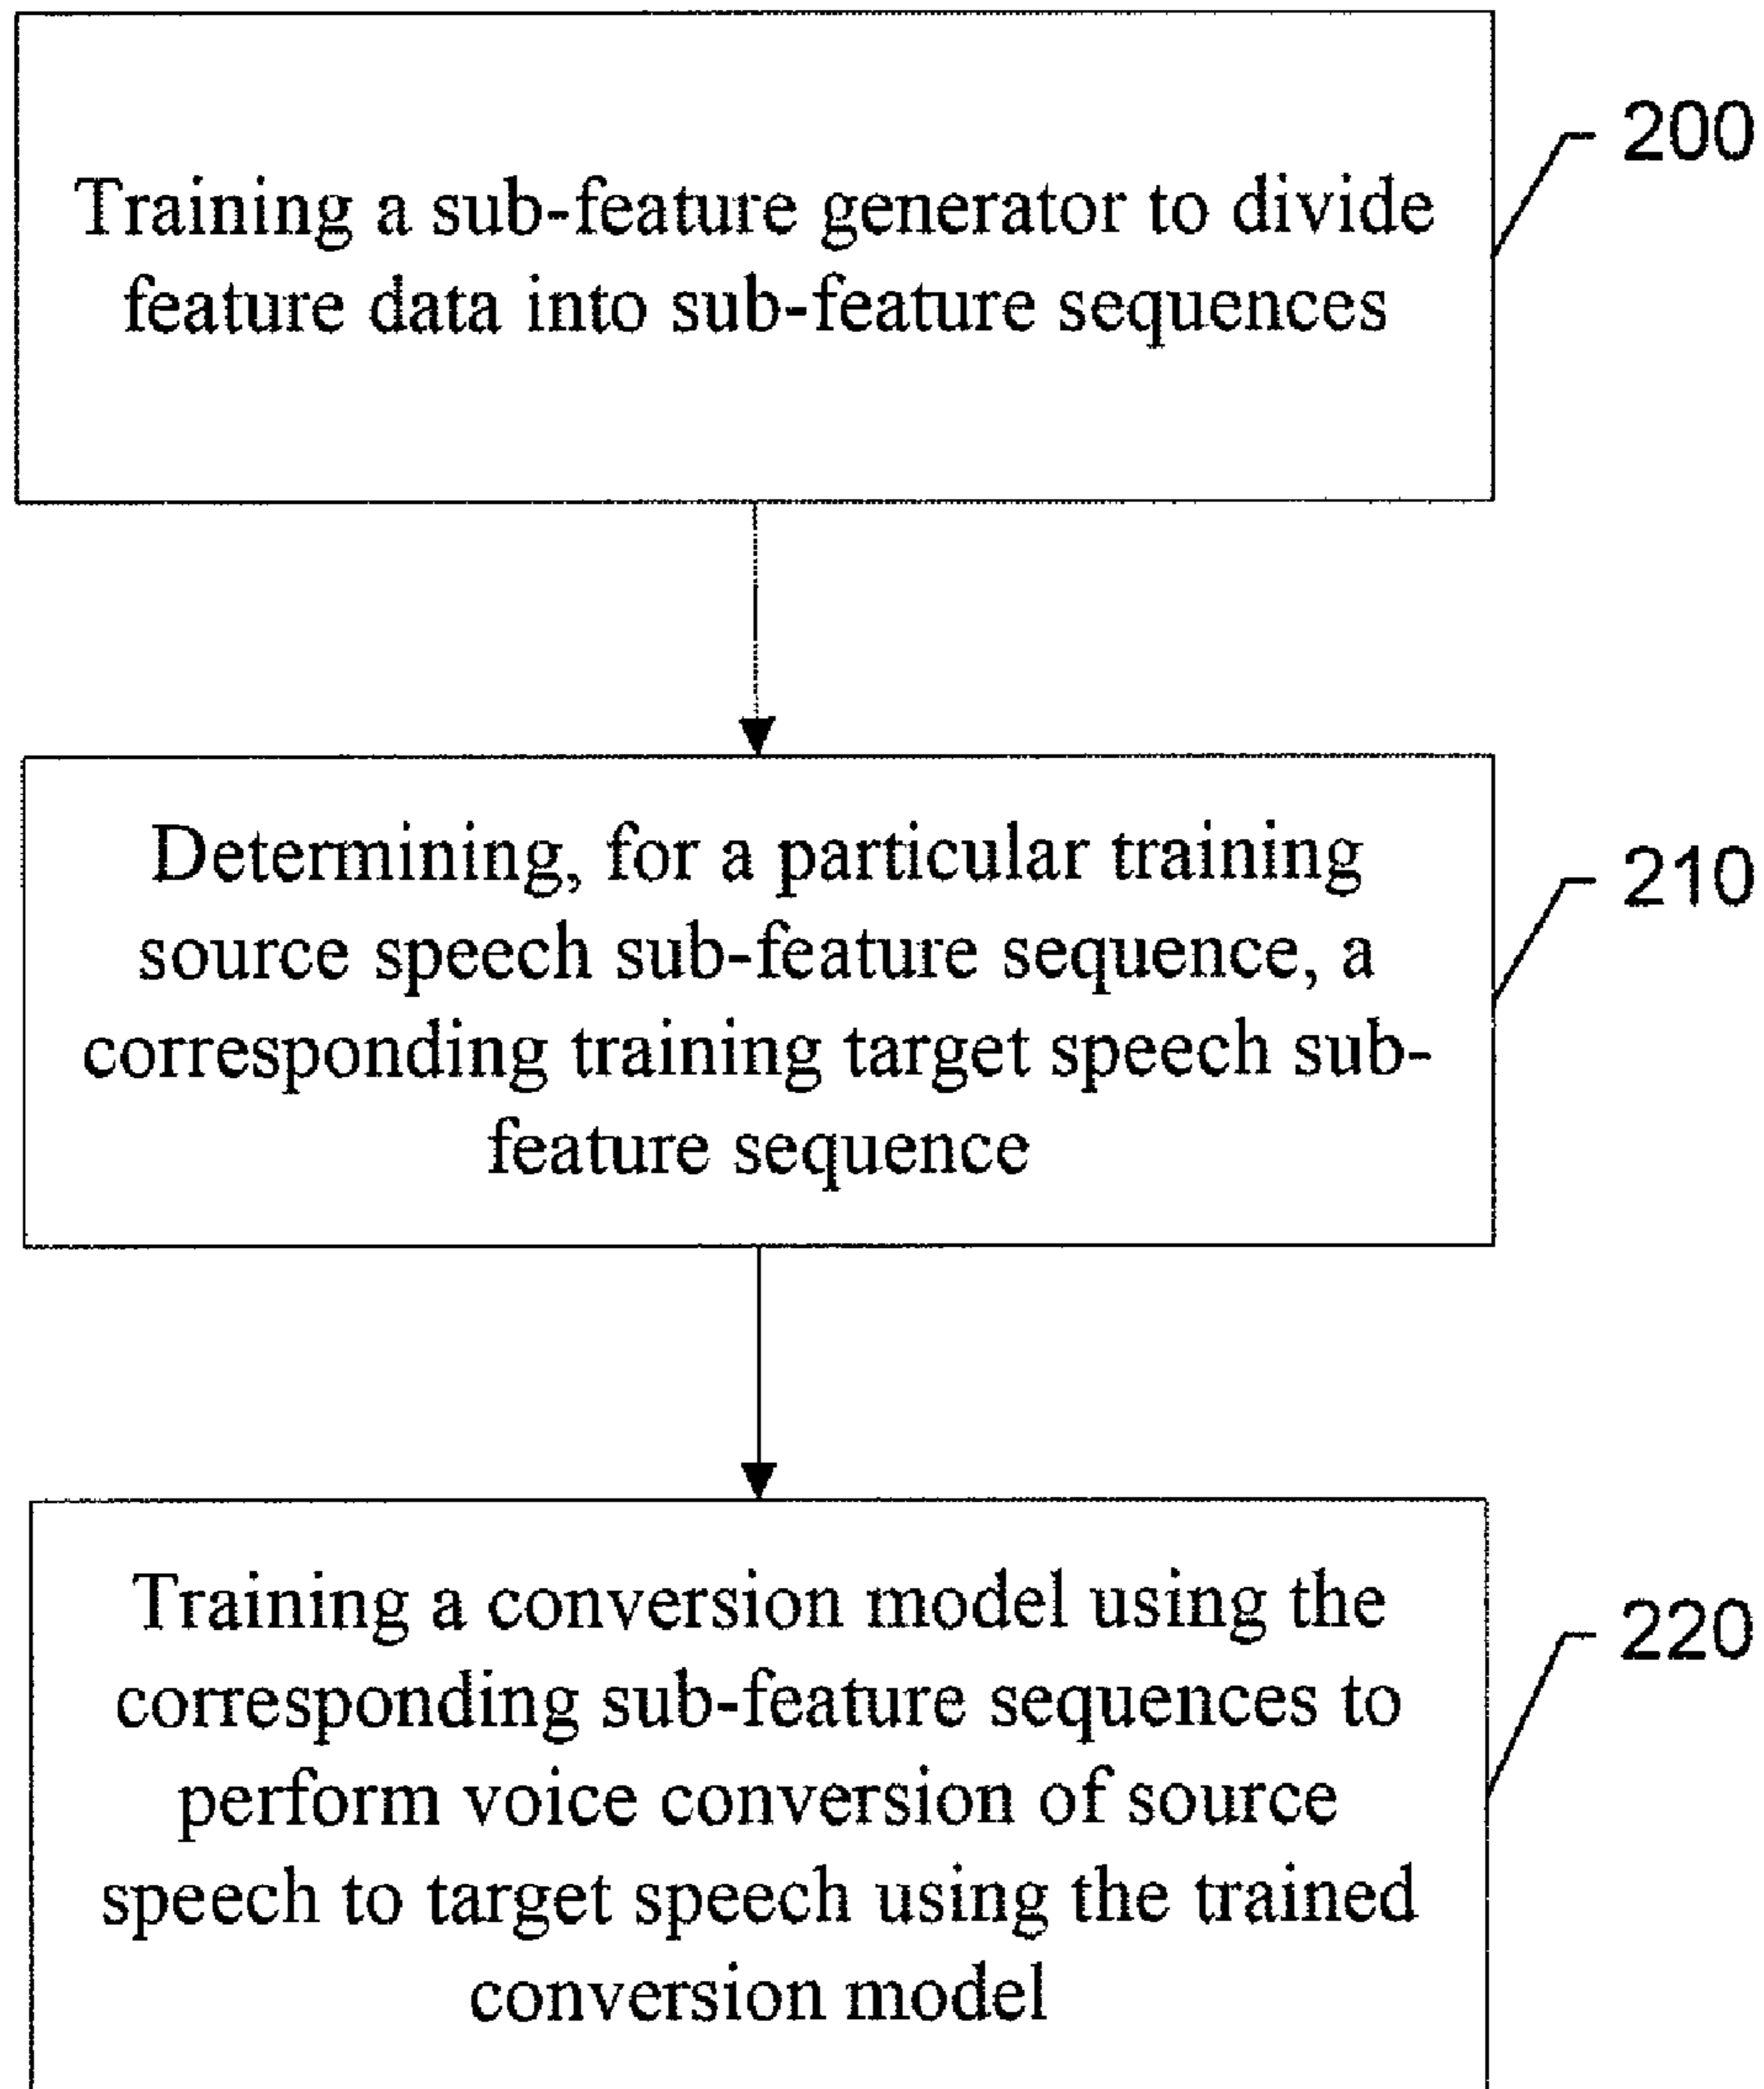 Training a sub-feature generator to divide
feature data into sub-feature sequences
200
Determining, for a particular training
source speech sub-feature sequence, a
corresponding training target speech sub-
feature sequence
210
Training a conversion model using the
corresponding sub-feature sequences to
perform voice conversion of source
speech to target speech using the trained
conversion model
220